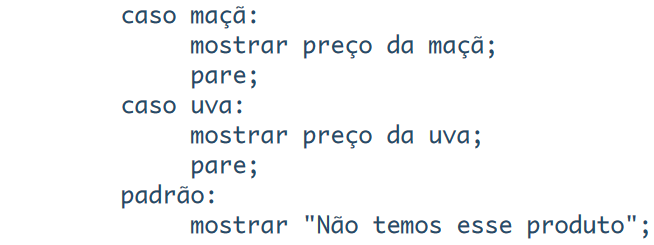 caso maçã:
mostrar preço da maçã;
pare;
caso uva:
mostrar preço da uva;
pare;
padrão:
mostrar "Não temos esse produto";